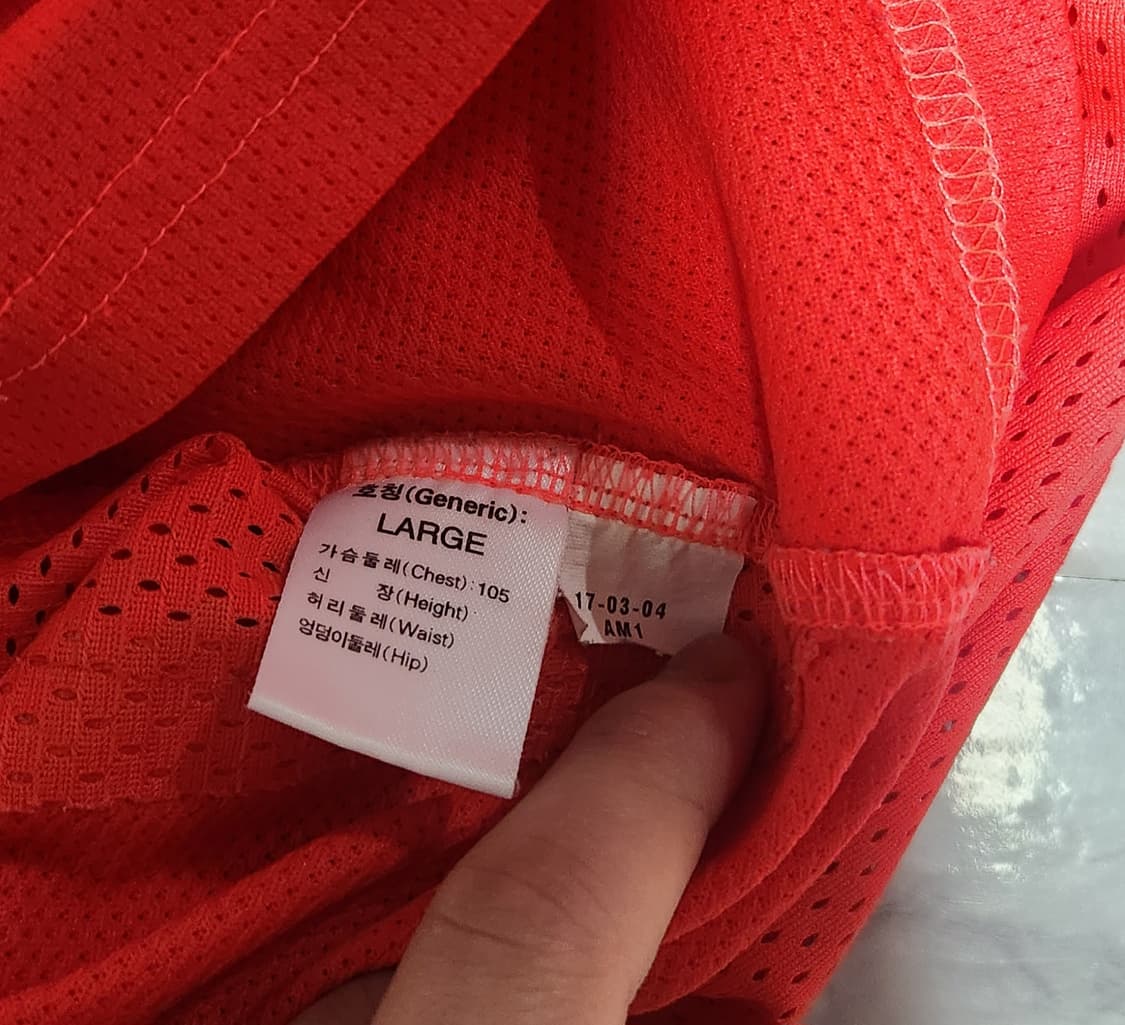 호칭(Generic):
LARGE
가슴둘레(Chest):105
신 장(Height):
허리둘레(Waist)
엉덩이둘레(Hip)
17-03-04
AM1